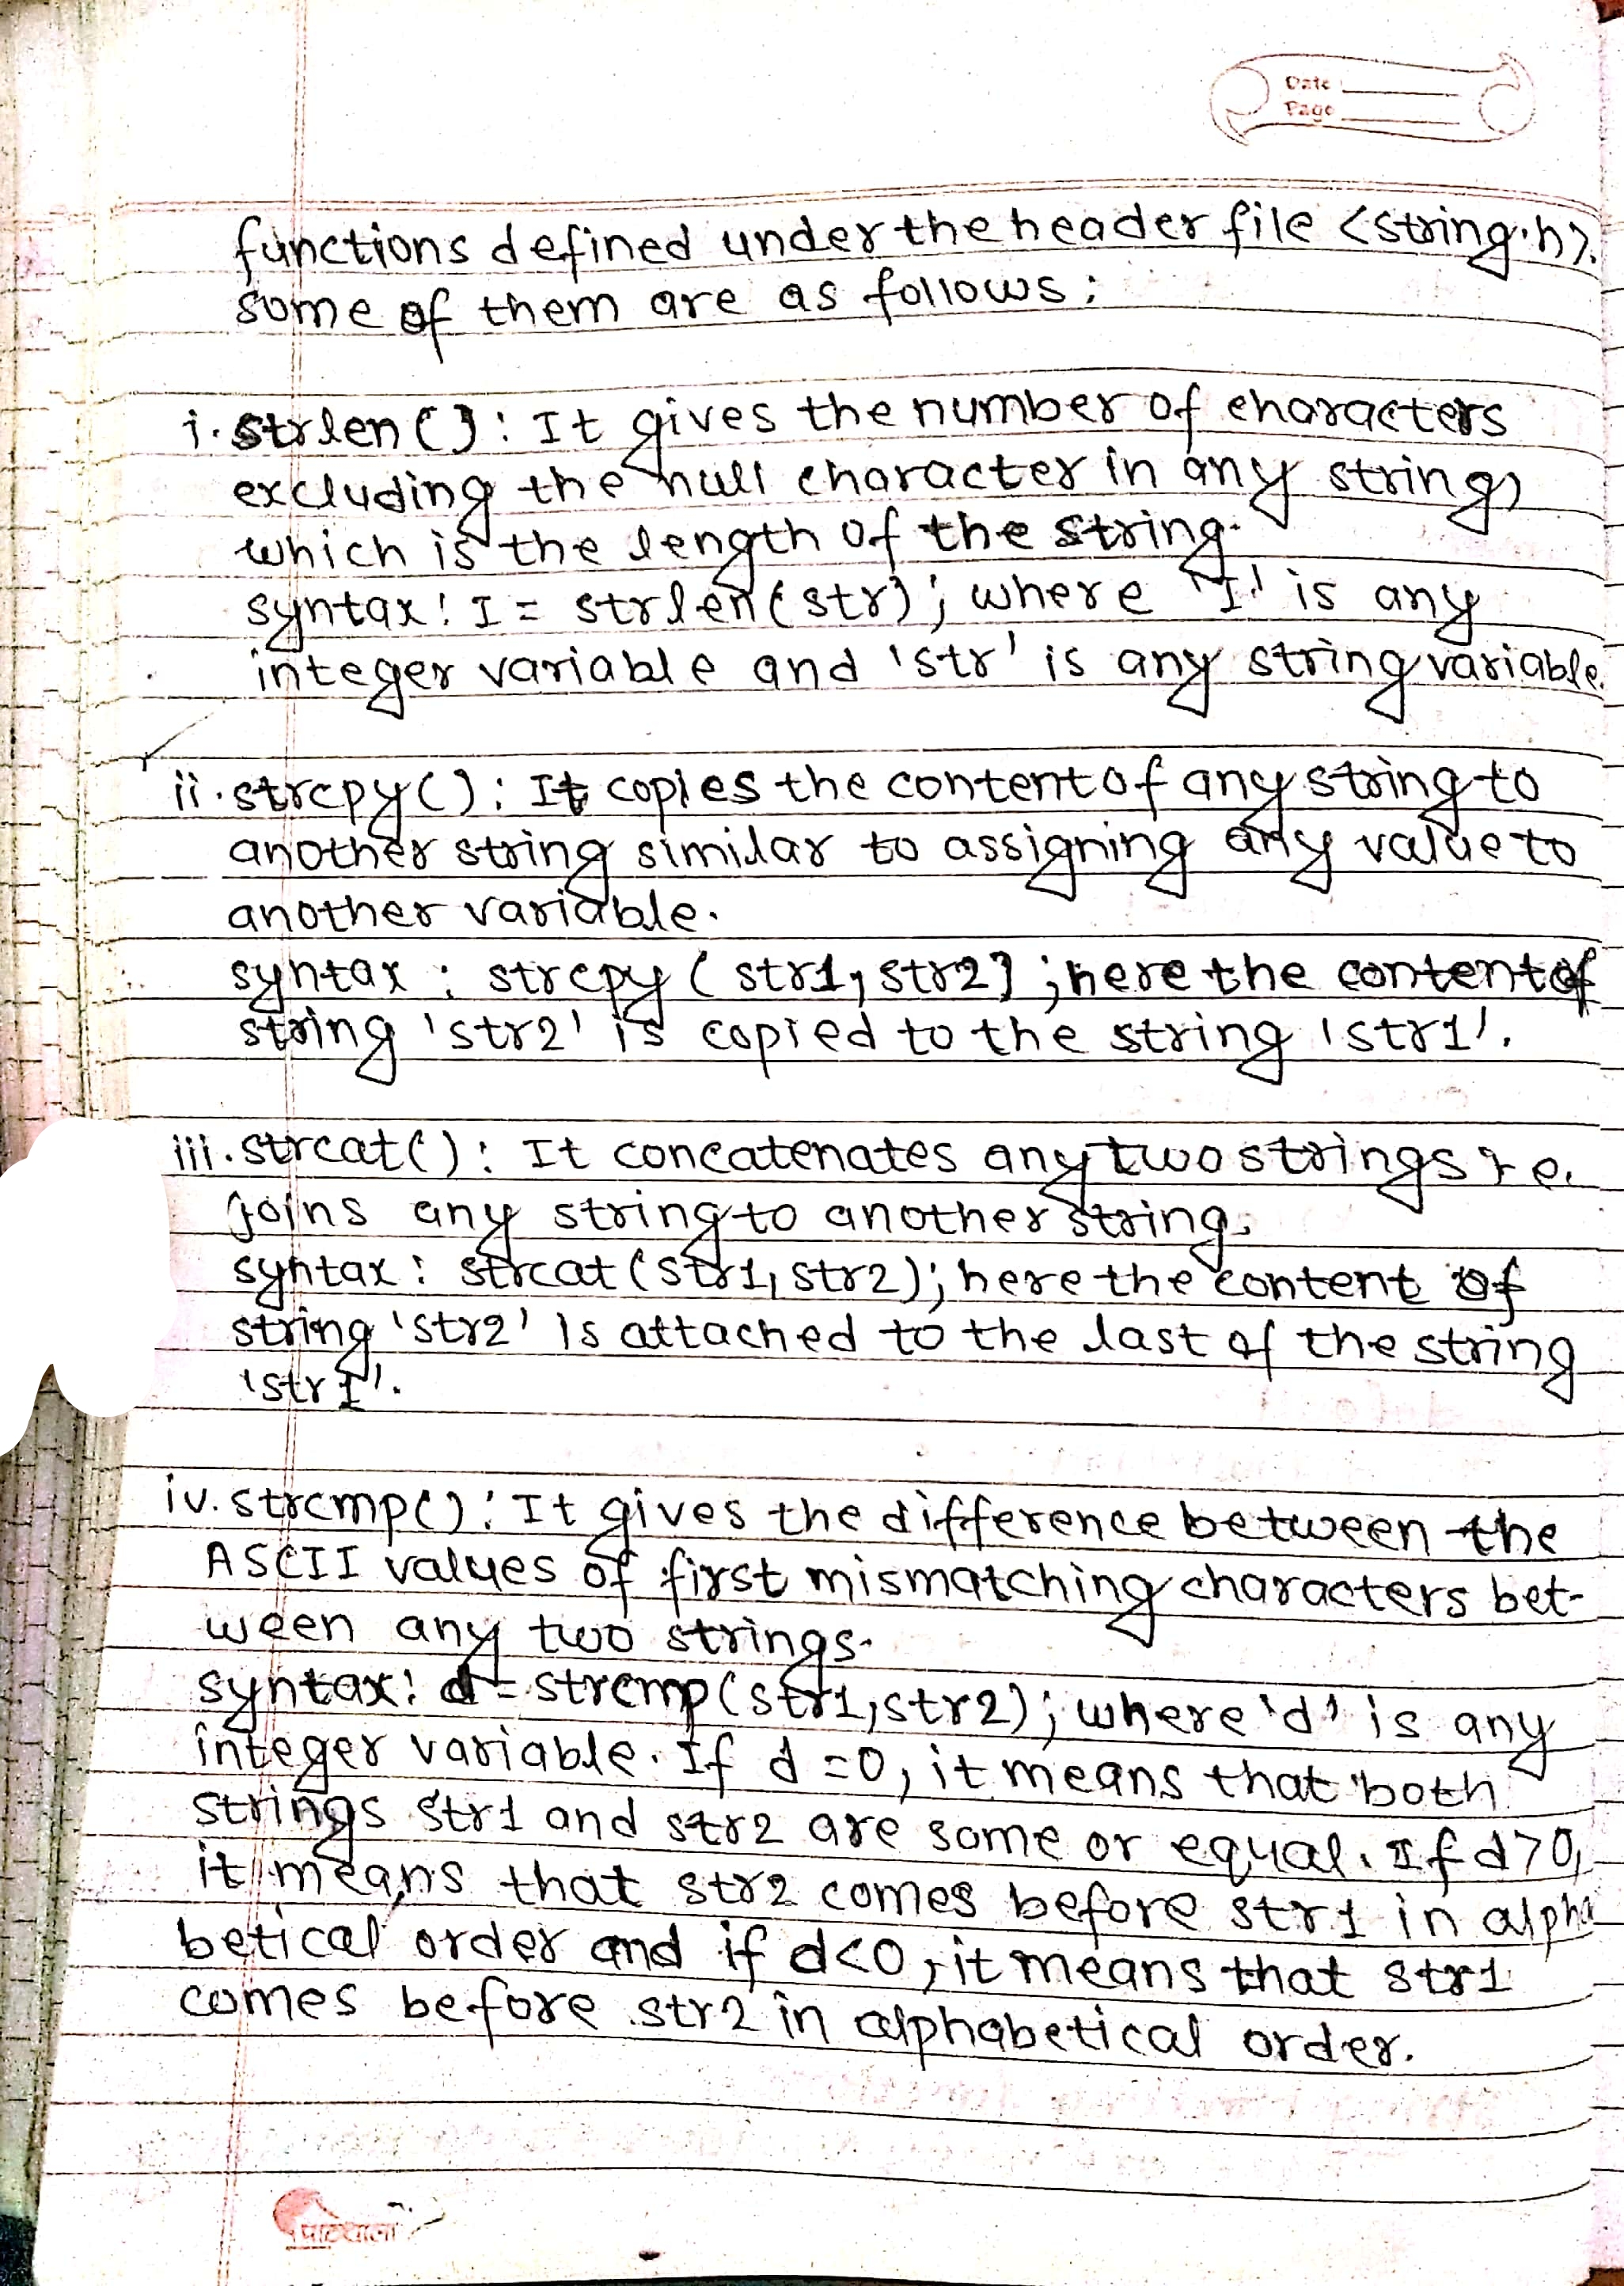 Date
Page
functions defined under the header file <string.h>.
some of them are as follows:
i. strlen(): It gives the number of characters
excluding the null character in any string,
which is the length of the string.
syntax: I = strlen(str); where 'I' is any
integer variable and 'str' is any string variable.
ii. strcpy(): It copies the content of any string to
another string similar to assigning any value to
another variable.
syntax: strcpy(str1, str2); here the content of
string 'str2' is copied to the string 'str1'.
iii. strcat(): It concatenates any two strings i.e.
joins any string to another string.
syntax: strcat(str1, str2); here the content of
string 'str2' is attached to the last of the string
'str1'.
iv. strcmp(): It gives the difference between the
ASCII values of first mismatching characters bet-
ween any two strings.
syntax: d = strcmp(str1, str2); where 'd' is any
integer variable. If d = 0, it means that both
strings str1 and str2 are same or equal. If d > 0,
it means that str2 comes before str1 in alpha
betical order and if d < 0, it means that str1
comes before str2 in alphabetical order.
पाठशाला